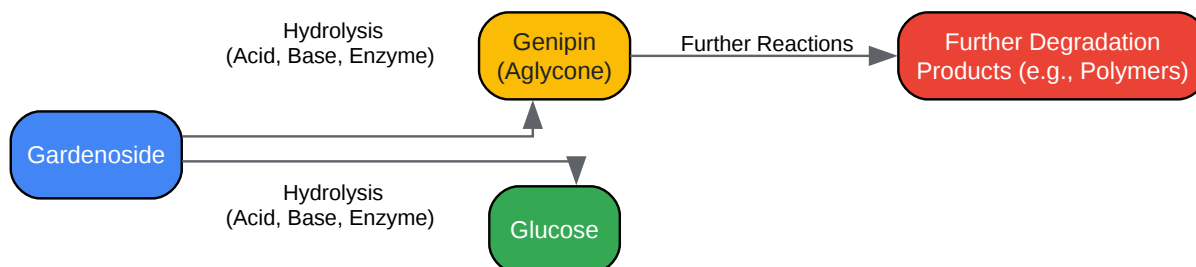 Hydrolysis
(Acid, Base, Enzyme)
Genipin
(Aglycone)
Further Reactions
Further Degradation
Products (e.g., Polymers)
Gardenoside
Hydrolysis
(Acid, Base, Enzyme)
Glucose